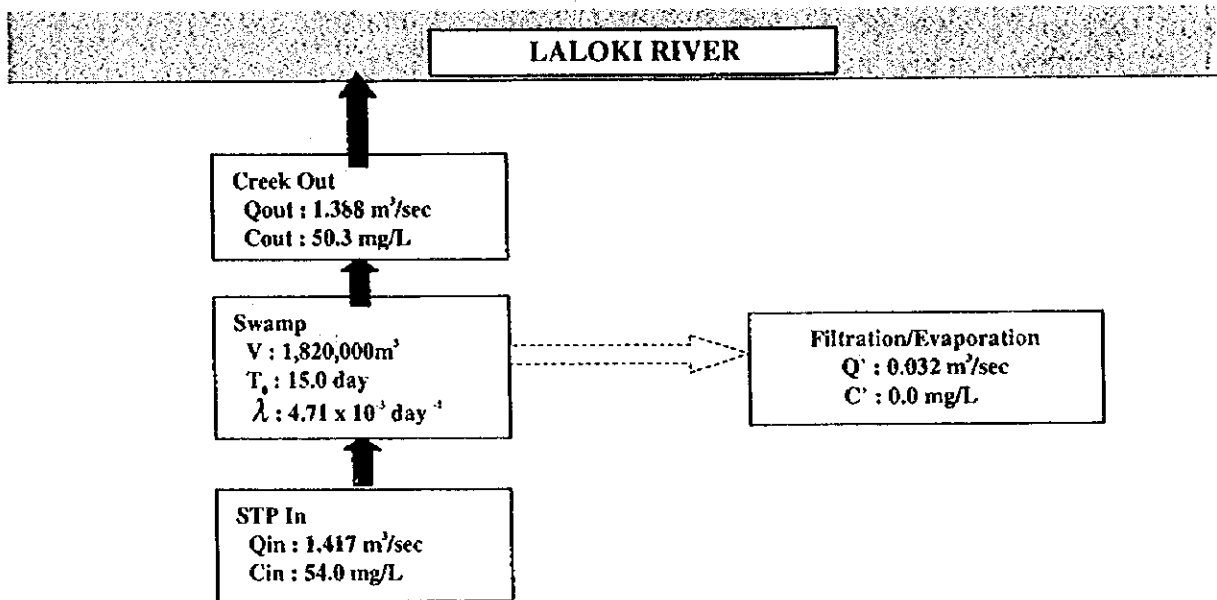 LALOKI RIVER
Creek Out
Qout : 1.388 m³/sec
Cout : 50.3 mg/L
Swamp
V : 1,820,000m³
T₀ : 15.0 day
λ : 4.71 x 10⁻³ day ⁻¹
Filtration/Evaporation
Q' : 0.032 m³/sec
C' : 0.0 mg/L
STP In
Qin : 1.417 m³/sec
Cin : 54.0 mg/L